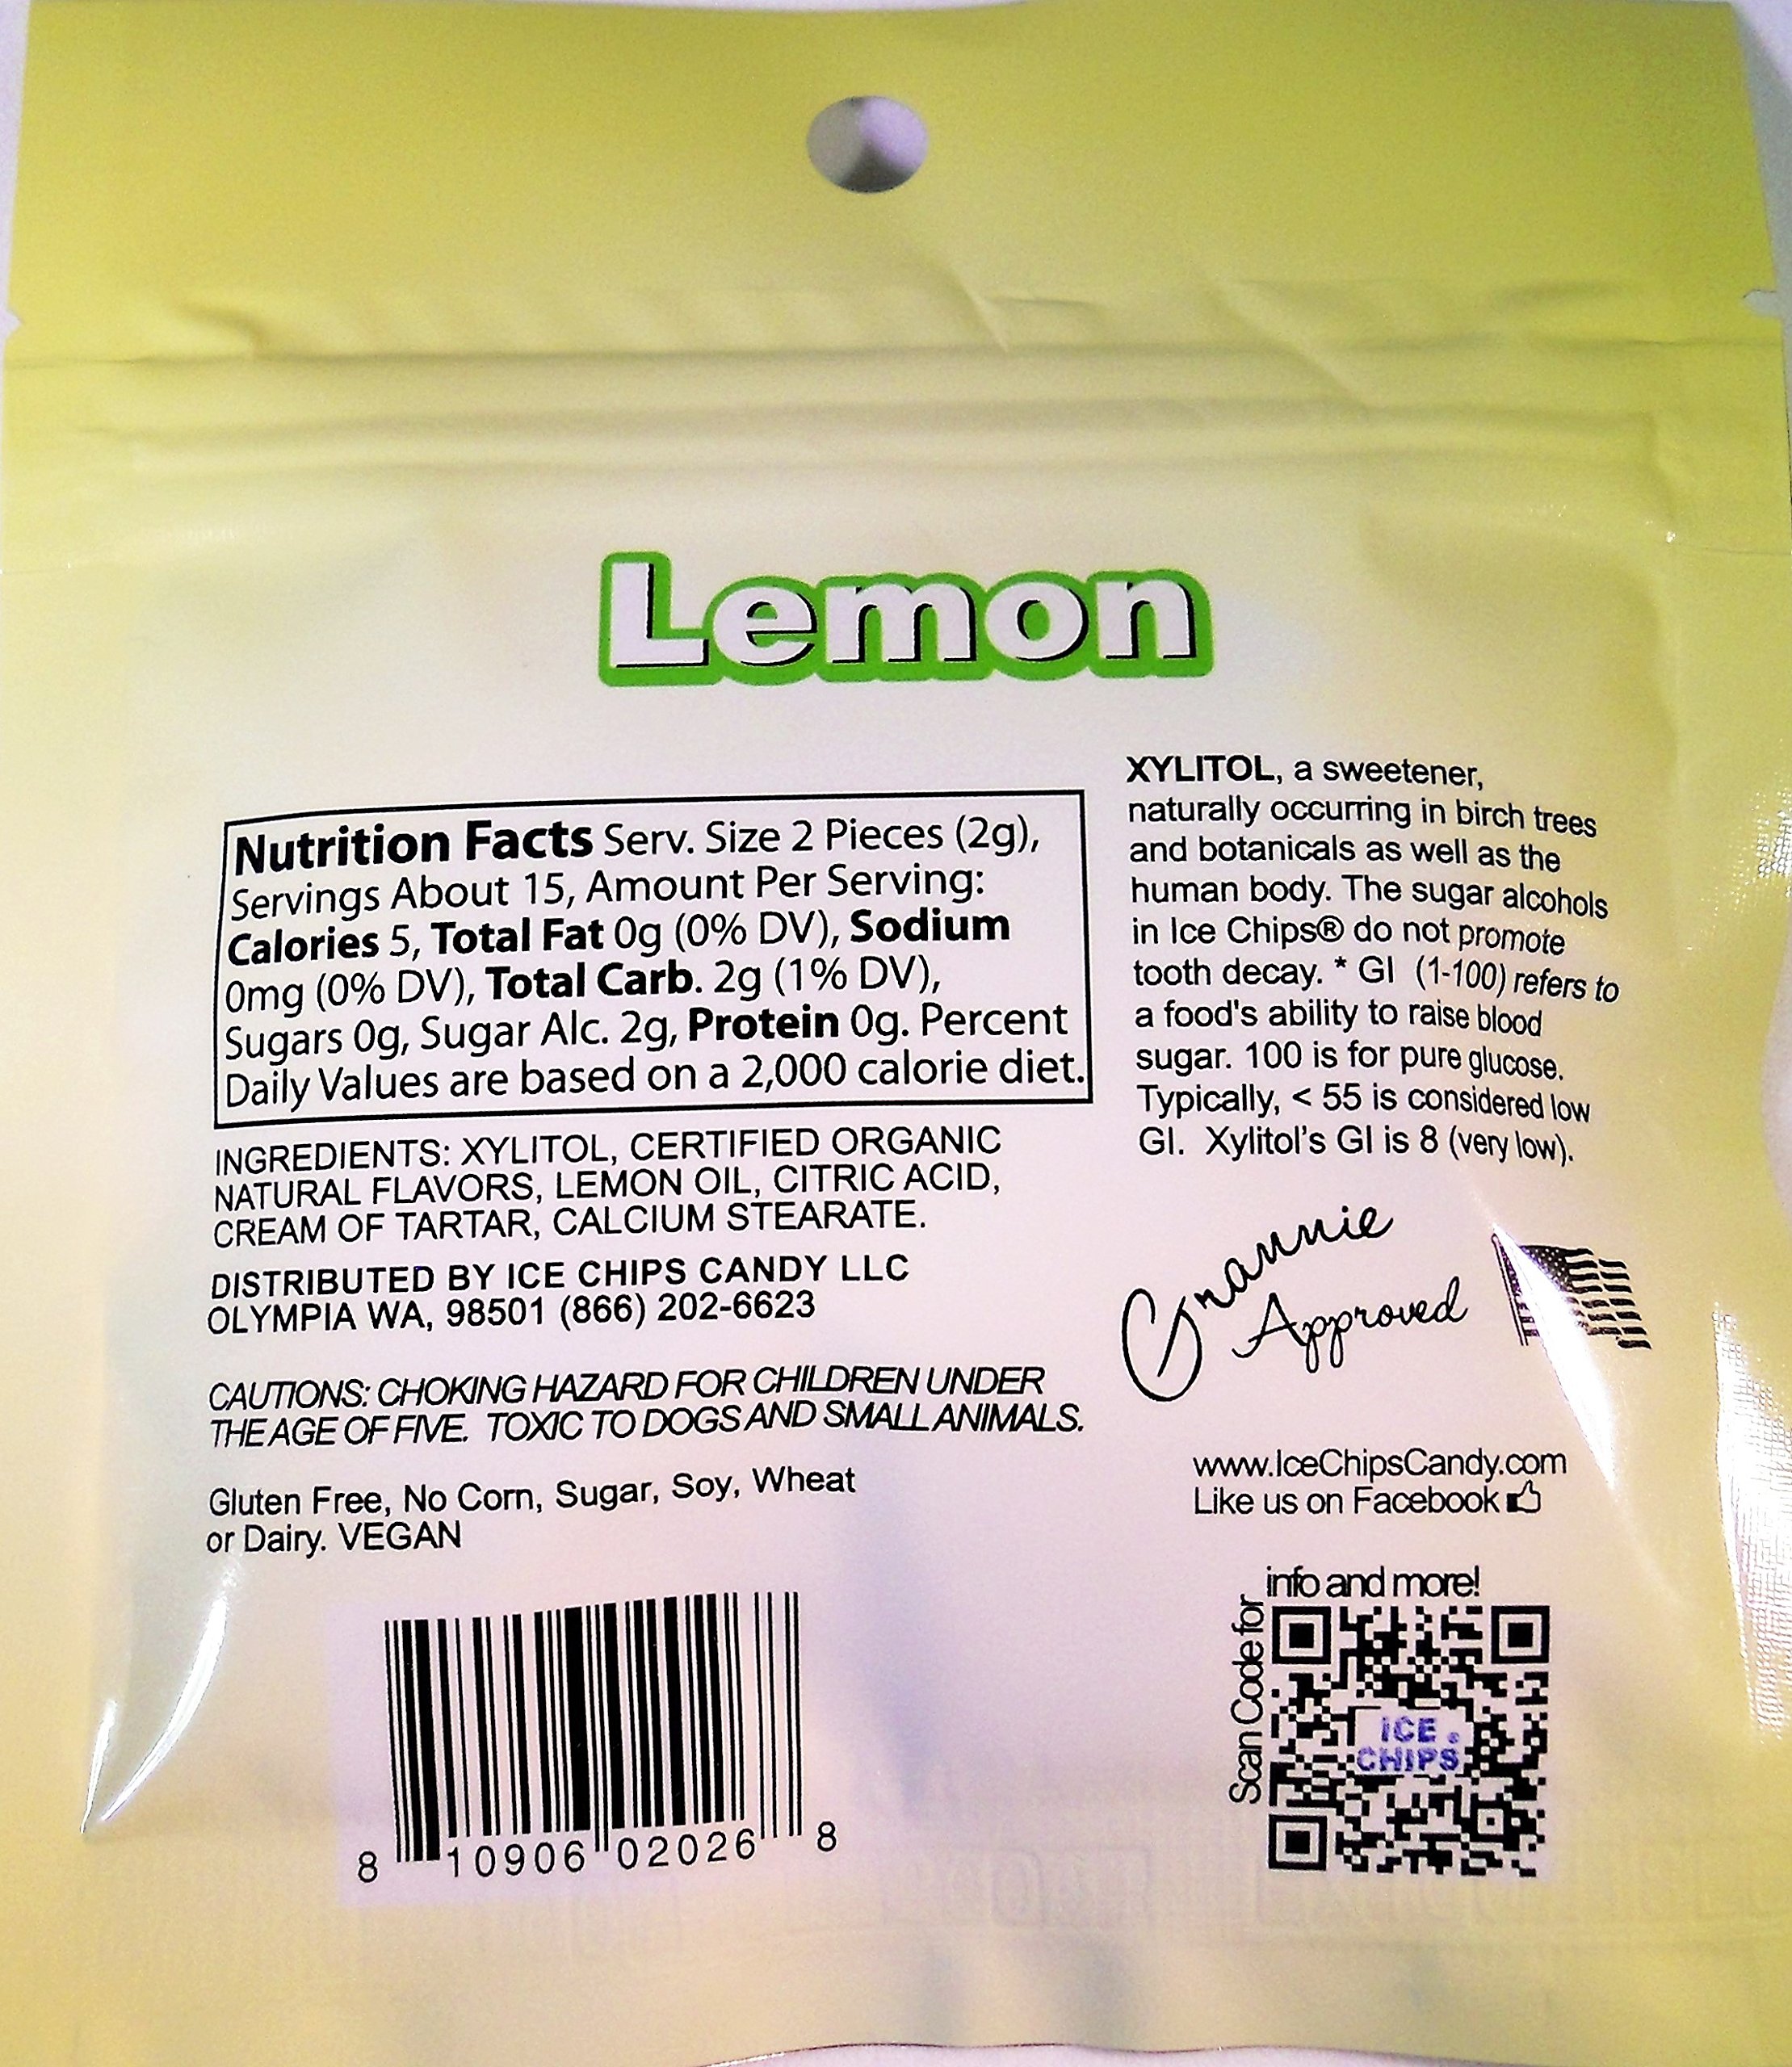 Lemon
Nutrition Facts Serv. Size 2 Pieces (2g),
Servings About 15, Amount Per Serving:
Calories 5, Total Fat 0g (0% DV), Sodium
0mg (0% DV), Total Carb. 2g (1% DV),
Sugars 0g, Sugar Alc. 2g, Protein 0g. Percent
Daily Values are based on a 2,000 calorie diet.
INGREDIENTS: XYLITOL, CERTIFIED ORGANIC
NATURAL FLAVORS, LEMON OIL, CITRIC ACID,
CREAM OF TARTAR, CALCIUM STEARATE.
DISTRIBUTED BY ICE CHIPS CANDY LLC
OLYMPIA WA, 98501 (866) 202-6623
CAUTIONS: CHOKING HAZARD FOR CHILDREN UNDER
THE AGE OF FIVE. TOXIC TO DOGS AND SMALL ANIMALS.
Gluten Free, No Corn, Sugar, Soy, Wheat
or Dairy. VEGAN
8 10906 02026 8
XYLITOL, a sweetener,
naturally occurring in birch trees
and botanicals as well as the
human body. The sugar alcohols
in Ice Chips® do not promote
tooth decay. * GI (1-100) refers to
a food's ability to raise blood
sugar. 100 is for pure glucose.
Typically, < 55 is considered low
GI. Xylitol's GI is 8 (very low).
Grannie
Approved
www.IceChipsCandy.com
Like us on Facebook
Scan Code for
info and more!
ICE
CHIPS